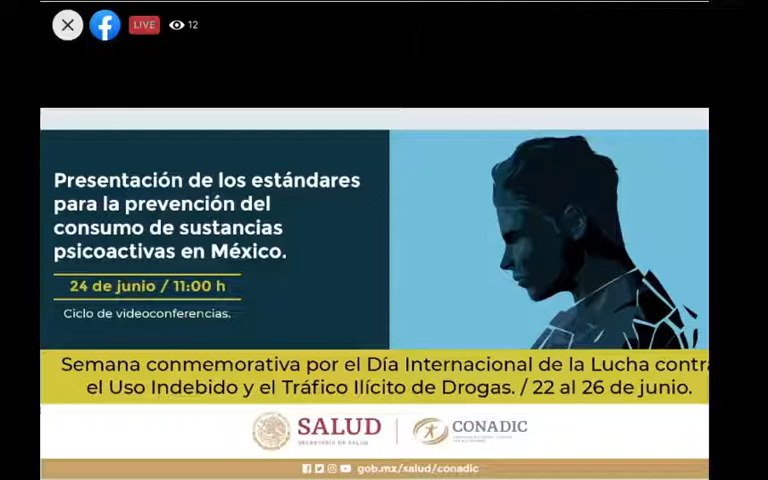 LIVE
12
Presentación de los estándares
para la prevención del
consumo de sustancias
psicoactivas en México.
24 de junio / 11:00 h
Ciclo de videoconferencias.
Semana conmemorativa por el Día Internacional de la Lucha contra
el Uso Indebido y el Tráfico Ilícito de Drogas. / 22 al 26 de junio.
SALUD
SECRETARÍA DE SALUD
CONADIC
gob.mx/salud/conadic